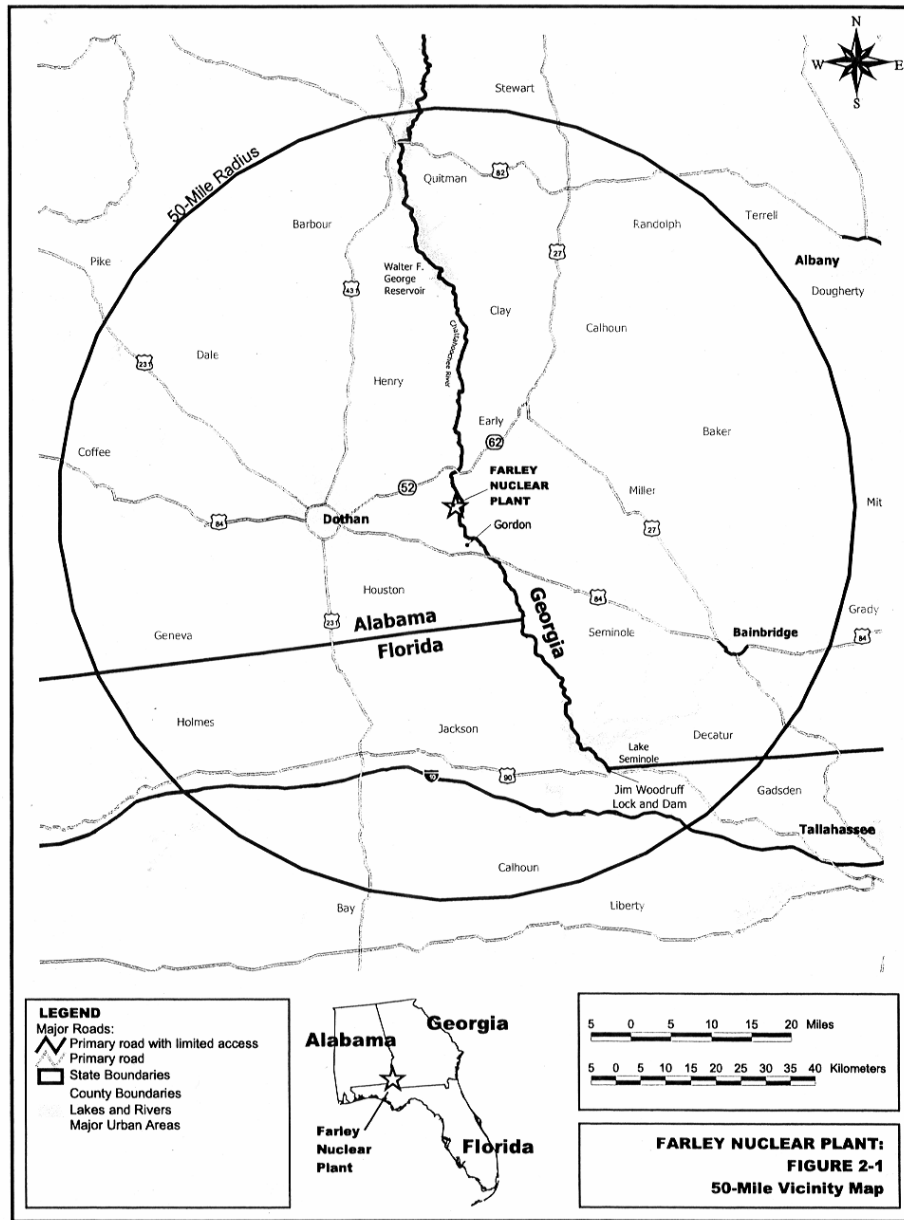 N
W E
S
Stewart
50-Mile Radius
Quitman
82
Barbour
Randolph
Terrell
27
Pike
Albany
Walter F.
George
Reservoir
Dougherty
431
Clay
Chattahoochee River
Calhoun
Dale
231
Henry
Early
Baker
62
Coffee
FARLEY
NUCLEAR
PLANT
52
Miller
Mit
84
Dothan
Gordon
27
Houston
84
Georgia
Grady
231
Alabama
Seminole
Bainbridge
84
Geneva
Florida
Holmes
Jackson
Decatur
Lake
Seminole
10
90
Jim Woodruff
Lock and Dam
Gadsden
Tallahassee
Calhoun
Bay
Liberty
LEGEND
Major Roads:
Primary road with limited access
Primary road
State Boundaries
County Boundaries
Lakes and Rivers
Major Urban Areas
Alabama
Georgia
Farley
Nuclear
Plant
Florida
5 0 5 10 15 20 Miles
5 0 5 10 15 20 25 30 35 40 Kilometers
FARLEY NUCLEAR PLANT:
FIGURE 2-1
50-Mile Vicinity Map